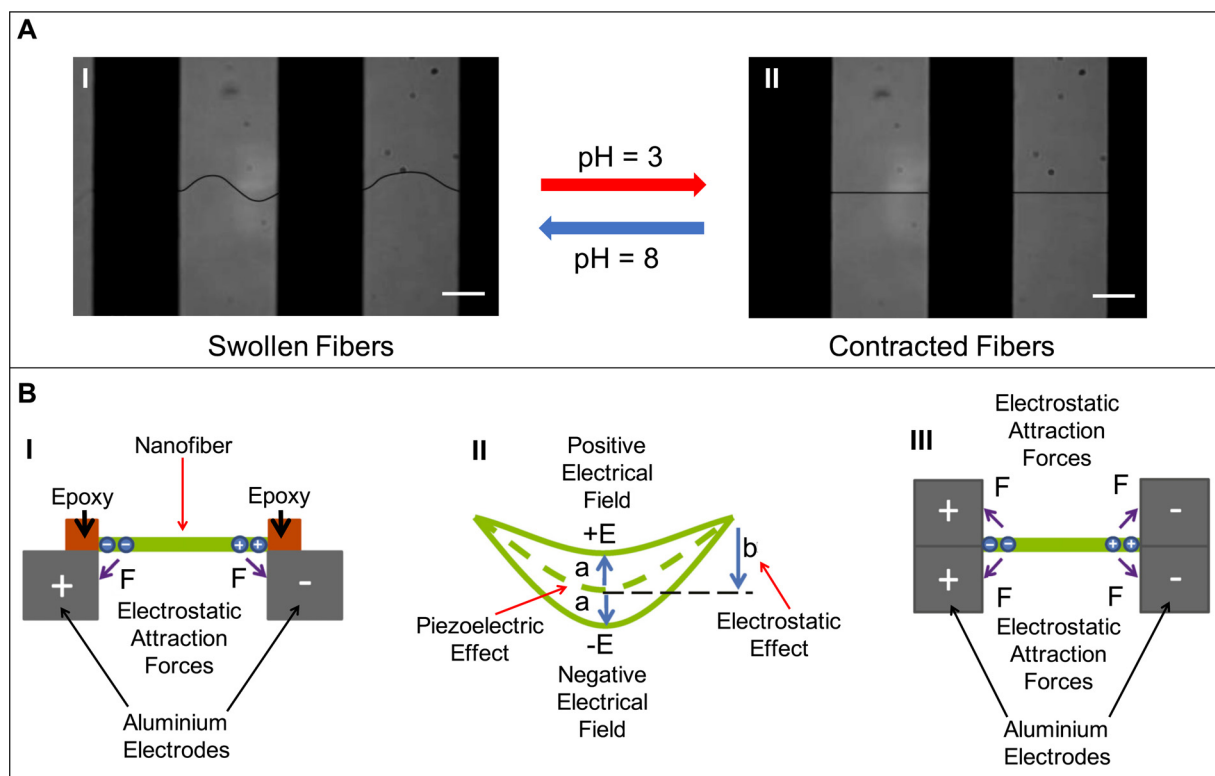 A
I
II
pH = 3
pH = 8
Swollen Fibers
Contracted Fibers
B
I
Nanofiber
Epoxy
Epoxy
− −
+ +
+
-
F
F
Electrostatic
Attraction
Forces
Aluminium
Electrodes
II
Positive
Electrical
Field
+E
a
a
b
-E
Piezoelectric
Effect
Electrostatic
Effect
Negative
Electrical
Field
III
Electrostatic
Attraction
Forces
F
F
+
-
− −
+ +
+
-
F
F
Electrostatic
Attraction
Forces
Aluminium
Electrodes